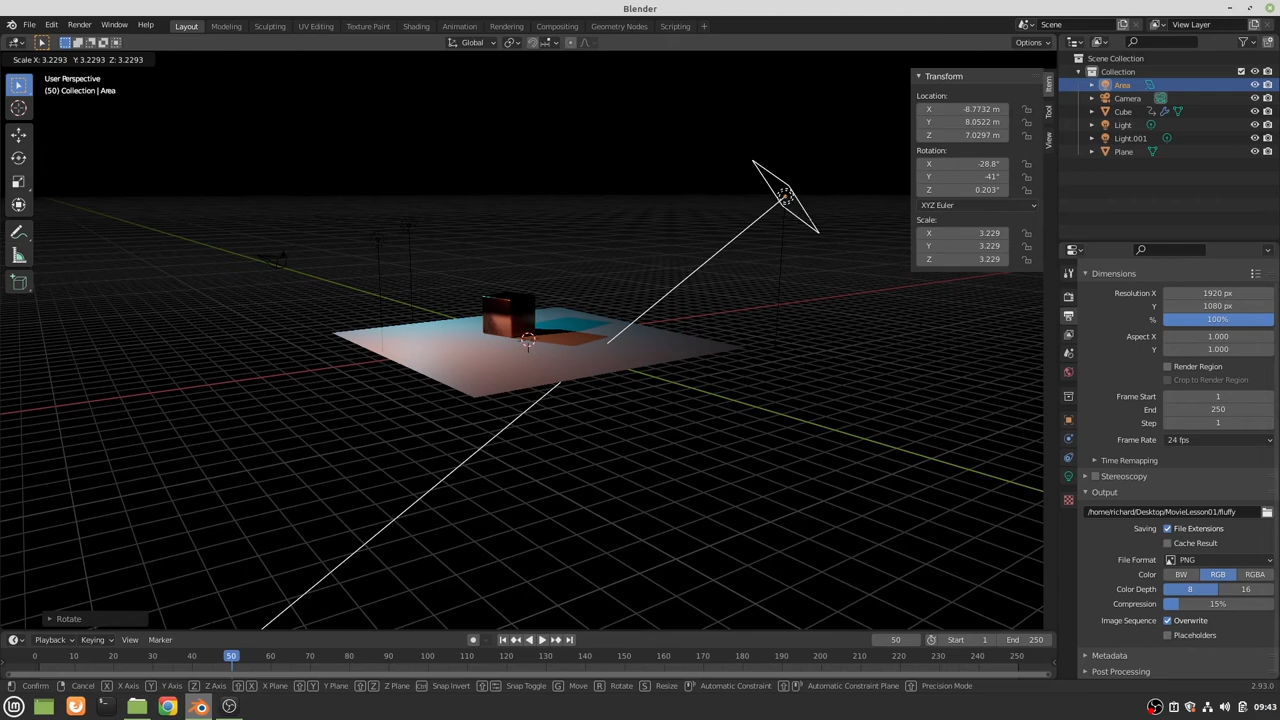 Blender
File Edit Render Window Help Layout Modeling Sculpting UV Editing Texture Paint Shading Animation Rendering Compositing Geometry Nodes Scripting + Scene View Layer
Global Options
Scale X: 3.2293 Y: 3.2293 Z: 3.2293
User Perspective
(50) Collection | Area
Transform
Location:
X -8.7732 m
Y 8.0522 m
Z 7.0297 m
Rotation:
X -28.8°
Y -41°
Z 0.203°
XYZ Euler
Scale:
X 3.229
Y 3.229
Z 3.229
Item
Tool
View
Scene Collection
Collection
Area
Camera
Cube
Light
Light.001
Plane
Dimensions
Resolution X 1920 px
Y 1080 px
% 100%
Aspect X 1.000
Y 1.000
Render Region
Crop to Render Region
Frame Start 1
End 250
Step 1
Frame Rate 24 fps
Time Remapping
Stereoscopy
Output
/home/richard/Desktop/MovieLesson01/fluffy
Saving File Extensions
Cache Result
File Format PNG
Color BW RGB RGBA
Color Depth 8 16
Compression 15%
Image Sequence Overwrite
Placeholders
Metadata
Post Processing
Rotate
Playback Keying View Marker 50 Start 1 End 250
0 10 20 30 40 50 60 70 80 90 100 110 120 130 140 150 160 170 180 190 200 210 220 230 240 250
Confirm Cancel X X Axis Y Y Axis Z Z Axis X X Plane Y Y Plane Z Z Plane Ctrl Snap Invert Snap Toggle G Move R Rotate S Resize Automatic Constraint Automatic Constraint Plane Precision Mode 2.93.0
09:43